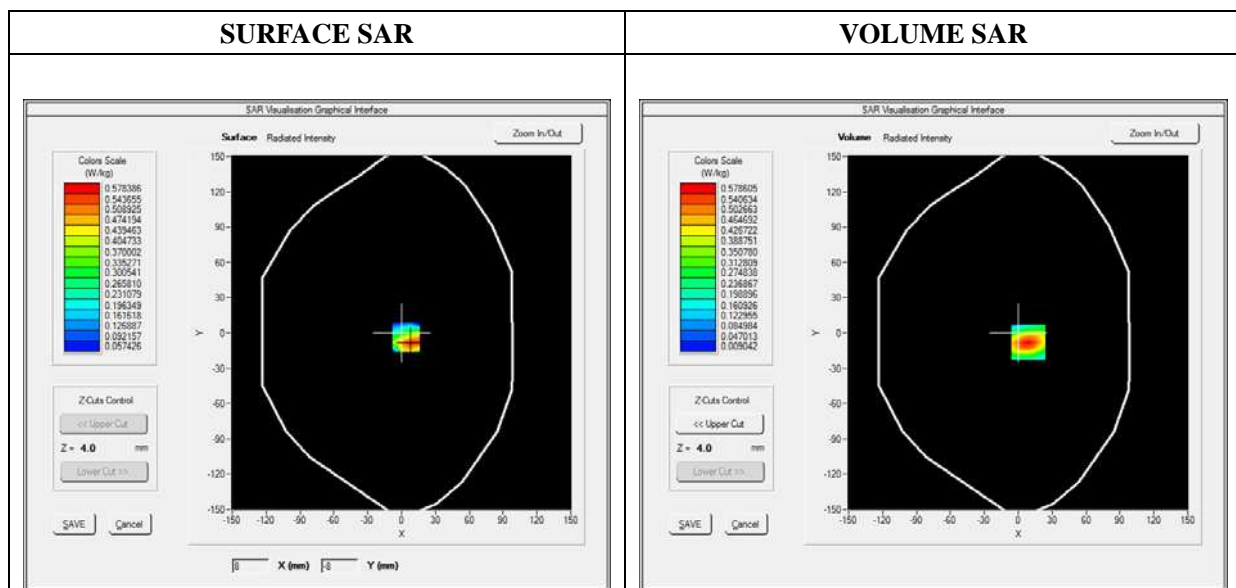 SURFACE SAR
VOLUME SAR
SAR Visualisation Graphical Interface
Surface Radiated Intensity
Zoom In/Out
Colors Scale
(W/kg)
0.578386
0.543655
0.508925
0.474194
0.439463
0.404733
0.370002
0.335271
0.300541
0.265810
0.231079
0.196349
0.161618
0.126887
0.092157
0.057426
Z-Cuts Control
<< Upper Cut
Z = 4.0 mm
Lower Cut >>
SAVE
Cancel
150
120
90
60
30
0
-30
-60
-90
-120
-150
Y
-150 -120 -90 -60 -30 0 30 60 90 120 150
X
8 X (mm) -8 Y (mm)
SAR Visualisation Graphical Interface
Volume Radiated Intensity
Zoom In/Out
Colors Scale
(W/kg)
0.578605
0.540634
0.502663
0.464692
0.426722
0.388751
0.350780
0.312809
0.274838
0.236867
0.198896
0.160926
0.122955
0.084984
0.047013
0.009042
Z-Cuts Control
<< Upper Cut
Z = 4.0 mm
Lower Cut >>
SAVE
Cancel
150
120
90
60
30
0
-30
-60
-90
-120
-150
Y
-150 -120 -90 -60 -30 0 30 60 90 120 150
X